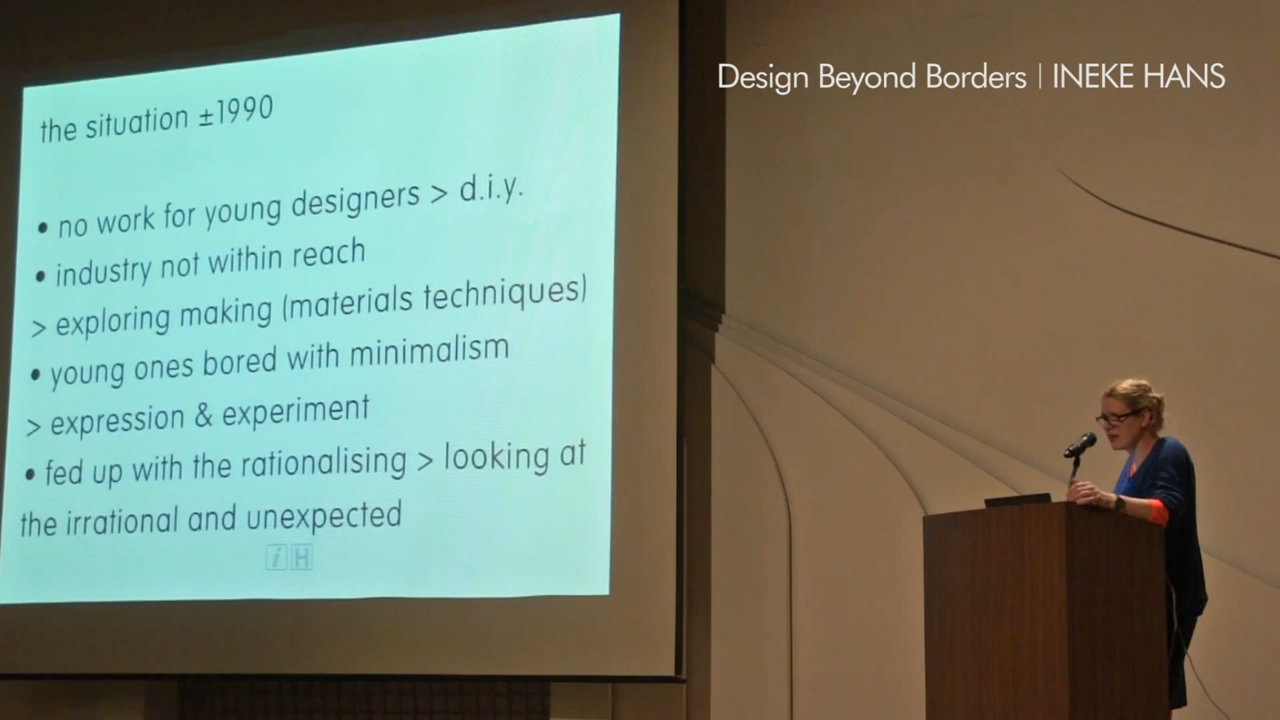 Design Beyond Borders | INEKE HANS
the situation ±1990
• no work for young designers > d.i.y.
• industry not within reach
> exploring making (materials techniques)
• young ones bored with minimalism
> expression & experiment
• fed up with the rationalising > looking at
the irrational and unexpected
i H